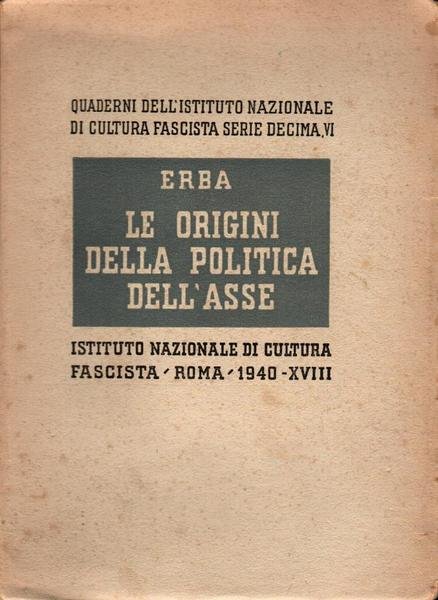 QUADERNI DELL'ISTITUTO NAZIONALE
DI CULTURA FASCISTA SERIE DECIMA, VI
ERBA
LE ORIGINI
DELLA POLITICA
DELL'ASSE
ISTITUTO NAZIONALE DI CULTURA
FASCISTA - ROMA - 1940 - XVIII